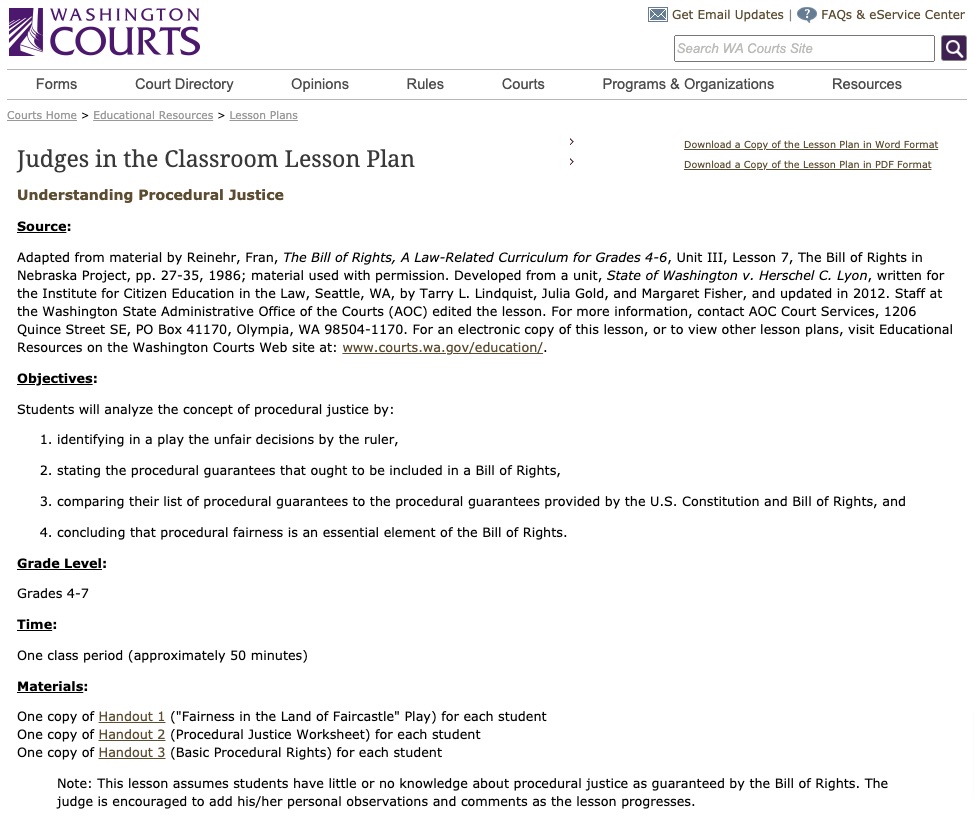 WASHINGTON
COURTS
Get Email Updates | FAQs & eService Center
Search WA Courts Site
Forms Court Directory Opinions Rules Courts Programs & Organizations Resources
Courts Home > Educational Resources > Lesson Plans
Judges in the Classroom Lesson Plan
› Download a Copy of the Lesson Plan in Word Format
› Download a Copy of the Lesson Plan in PDF Format
Understanding Procedural Justice
Source:
Adapted from material by Reinehr, Fran, The Bill of Rights, A Law-Related Curriculum for Grades 4-6, Unit III, Lesson 7, The Bill of Rights in
Nebraska Project, pp. 27-35, 1986; material used with permission. Developed from a unit, State of Washington v. Herschel C. Lyon, written for
the Institute for Citizen Education in the Law, Seattle, WA, by Tarry L. Lindquist, Julia Gold, and Margaret Fisher, and updated in 2012. Staff at
the Washington State Administrative Office of the Courts (AOC) edited the lesson. For more information, contact AOC Court Services, 1206
Quince Street SE, PO Box 41170, Olympia, WA 98504-1170. For an electronic copy of this lesson, or to view other lesson plans, visit Educational
Resources on the Washington Courts Web site at: www.courts.wa.gov/education/.
Objectives:
Students will analyze the concept of procedural justice by:
1. identifying in a play the unfair decisions by the ruler,
2. stating the procedural guarantees that ought to be included in a Bill of Rights,
3. comparing their list of procedural guarantees to the procedural guarantees provided by the U.S. Constitution and Bill of Rights, and
4. concluding that procedural fairness is an essential element of the Bill of Rights.
Grade Level:
Grades 4-7
Time:
One class period (approximately 50 minutes)
Materials:
One copy of Handout 1 ("Fairness in the Land of Faircastle" Play) for each student
One copy of Handout 2 (Procedural Justice Worksheet) for each student
One copy of Handout 3 (Basic Procedural Rights) for each student
Note: This lesson assumes students have little or no knowledge about procedural justice as guaranteed by the Bill of Rights. The
judge is encouraged to add his/her personal observations and comments as the lesson progresses.